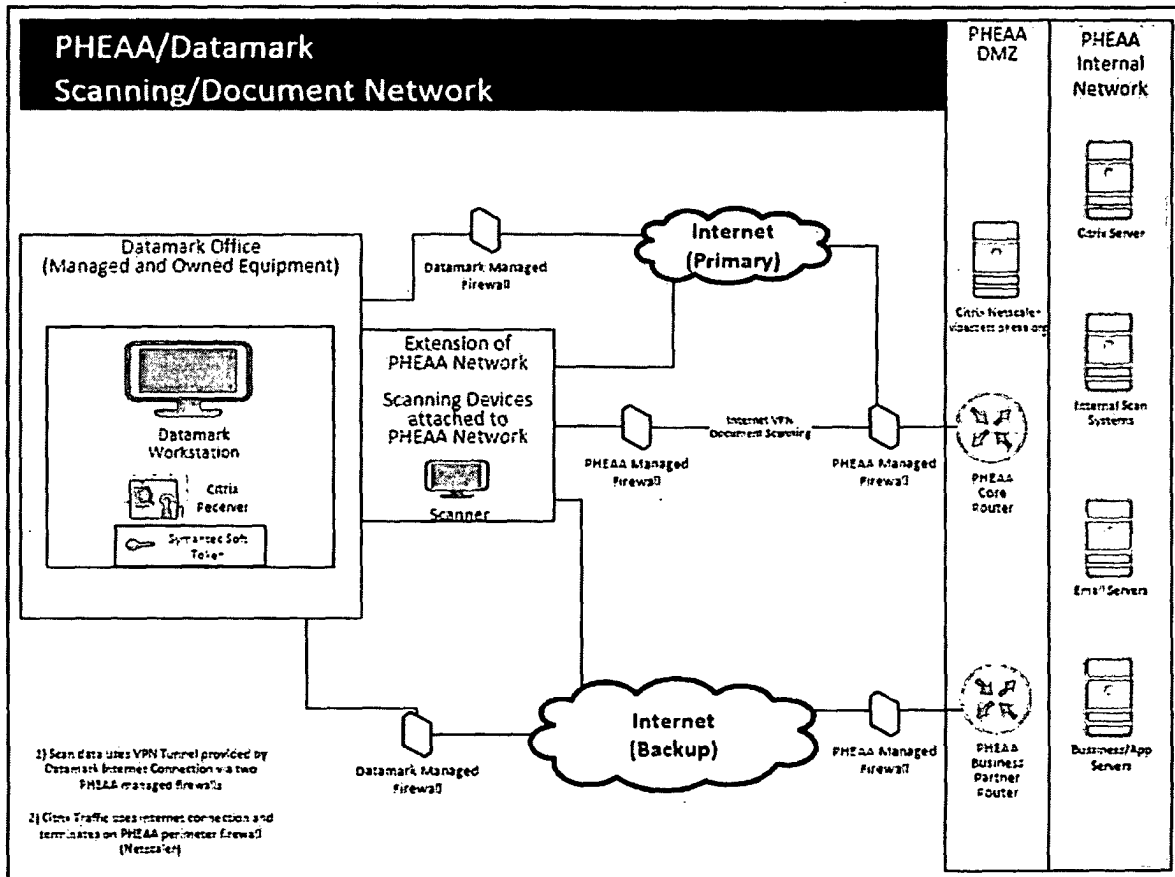 PHEAA/Datamark
Scanning/Document Network
PHEAA
DMZ
PHEAA
Internal
Network
Datamark Office
(Managed and Owned Equipment)
Datamark
Workstation
Citrix
Receiver
Symantec Soft
Token
Extension of
PHEAA Network
Scanning Devices
attached to
PHEAA Network
Scanner
Datamark Managed
Firewall
Internet
(Primary)
PHEAA Managed
Firewall
Internet VPN
Document Scanning
PHEAA Managed
Firewall
Citrix Netscaler
PHEAA
Core
Router
Citrix Server
Scan
Systems
Email Servers
Business/App
Servers
Datamark Managed
Firewall
Internet
(Backup)
PHEAA Managed
Firewall
PHEAA
Business
Partner
Router
1) Scan data uses VPN Tunnel provided by
Datamark Internet Connection via two
PHEAA managed firewalls
2) Citrix Traffic uses internet connection and
terminates on PHEAA perimeter firewall
(Netscaler)